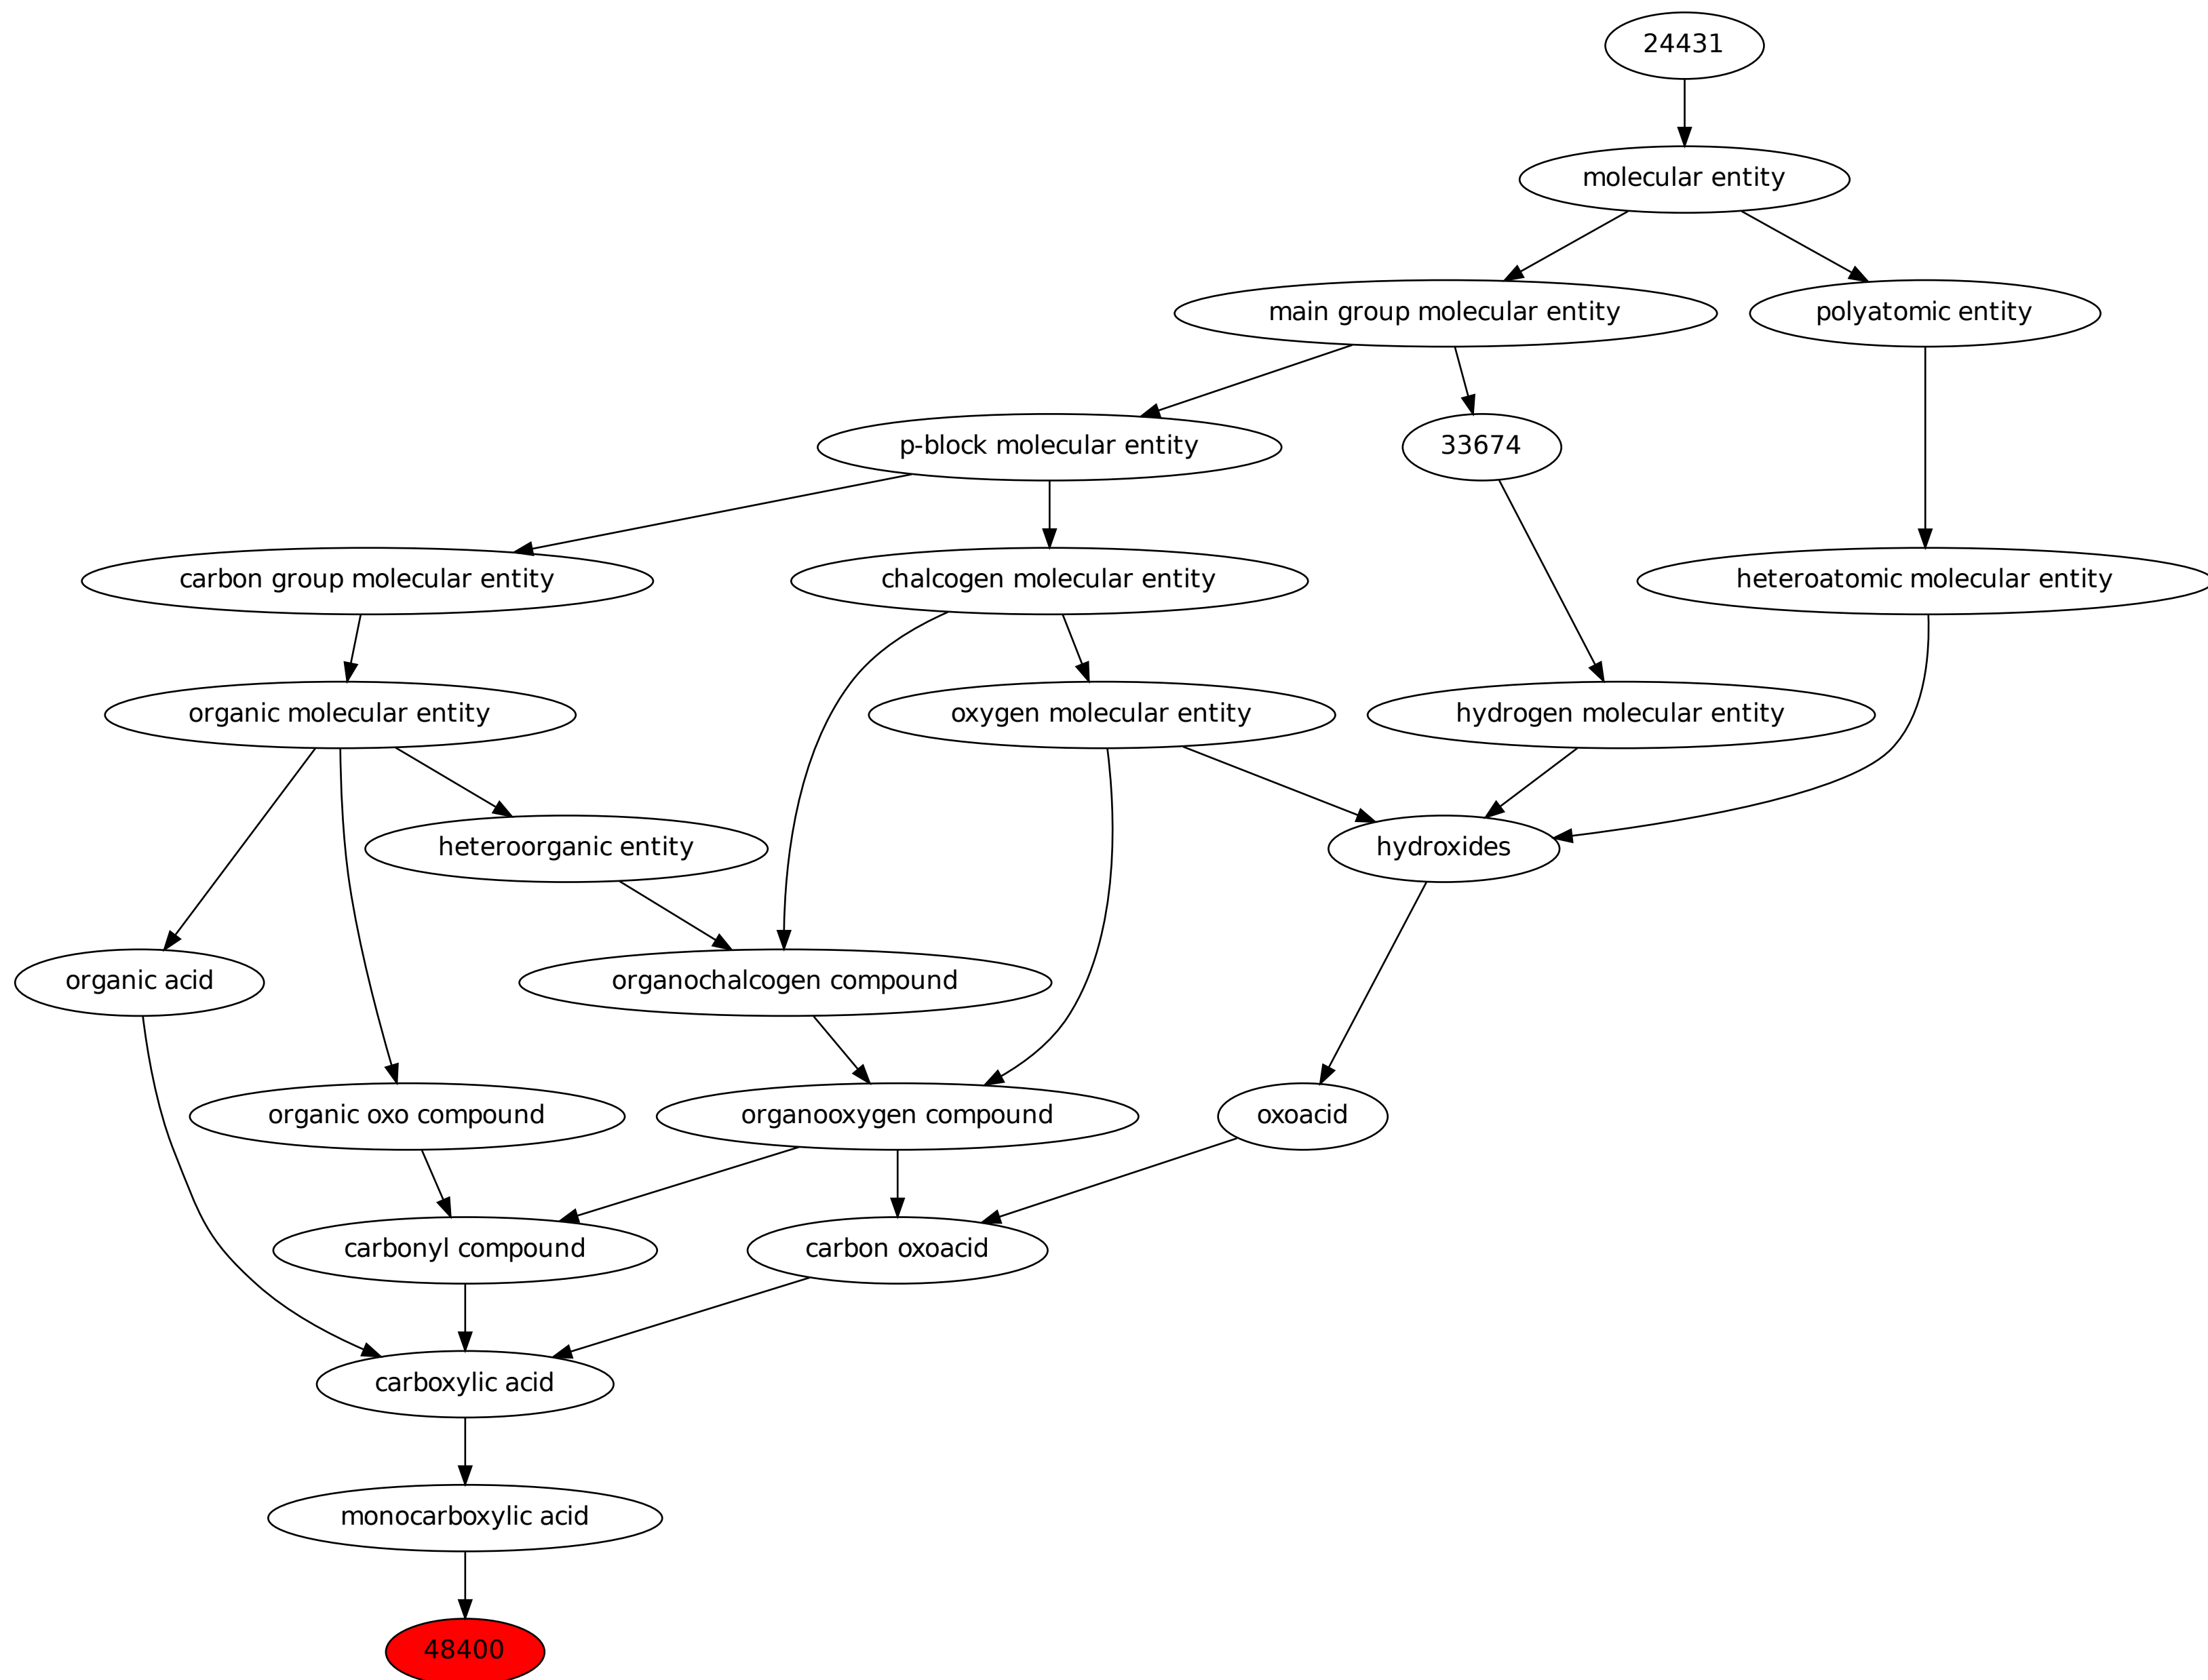 24431
molecular entity
main group molecular entity
polyatomic entity
p-block molecular entity
33674
carbon group molecular entity
chalcogen molecular entity
heteroatomic molecular entity
organic molecular entity
oxygen molecular entity
hydrogen molecular entity
heteroorganic entity
hydroxides
organic acid
organochalcogen compound
organic oxo compound
organooxygen compound
oxoacid
carbonyl compound
carbon oxoacid
carboxylic acid
monocarboxylic acid
48400